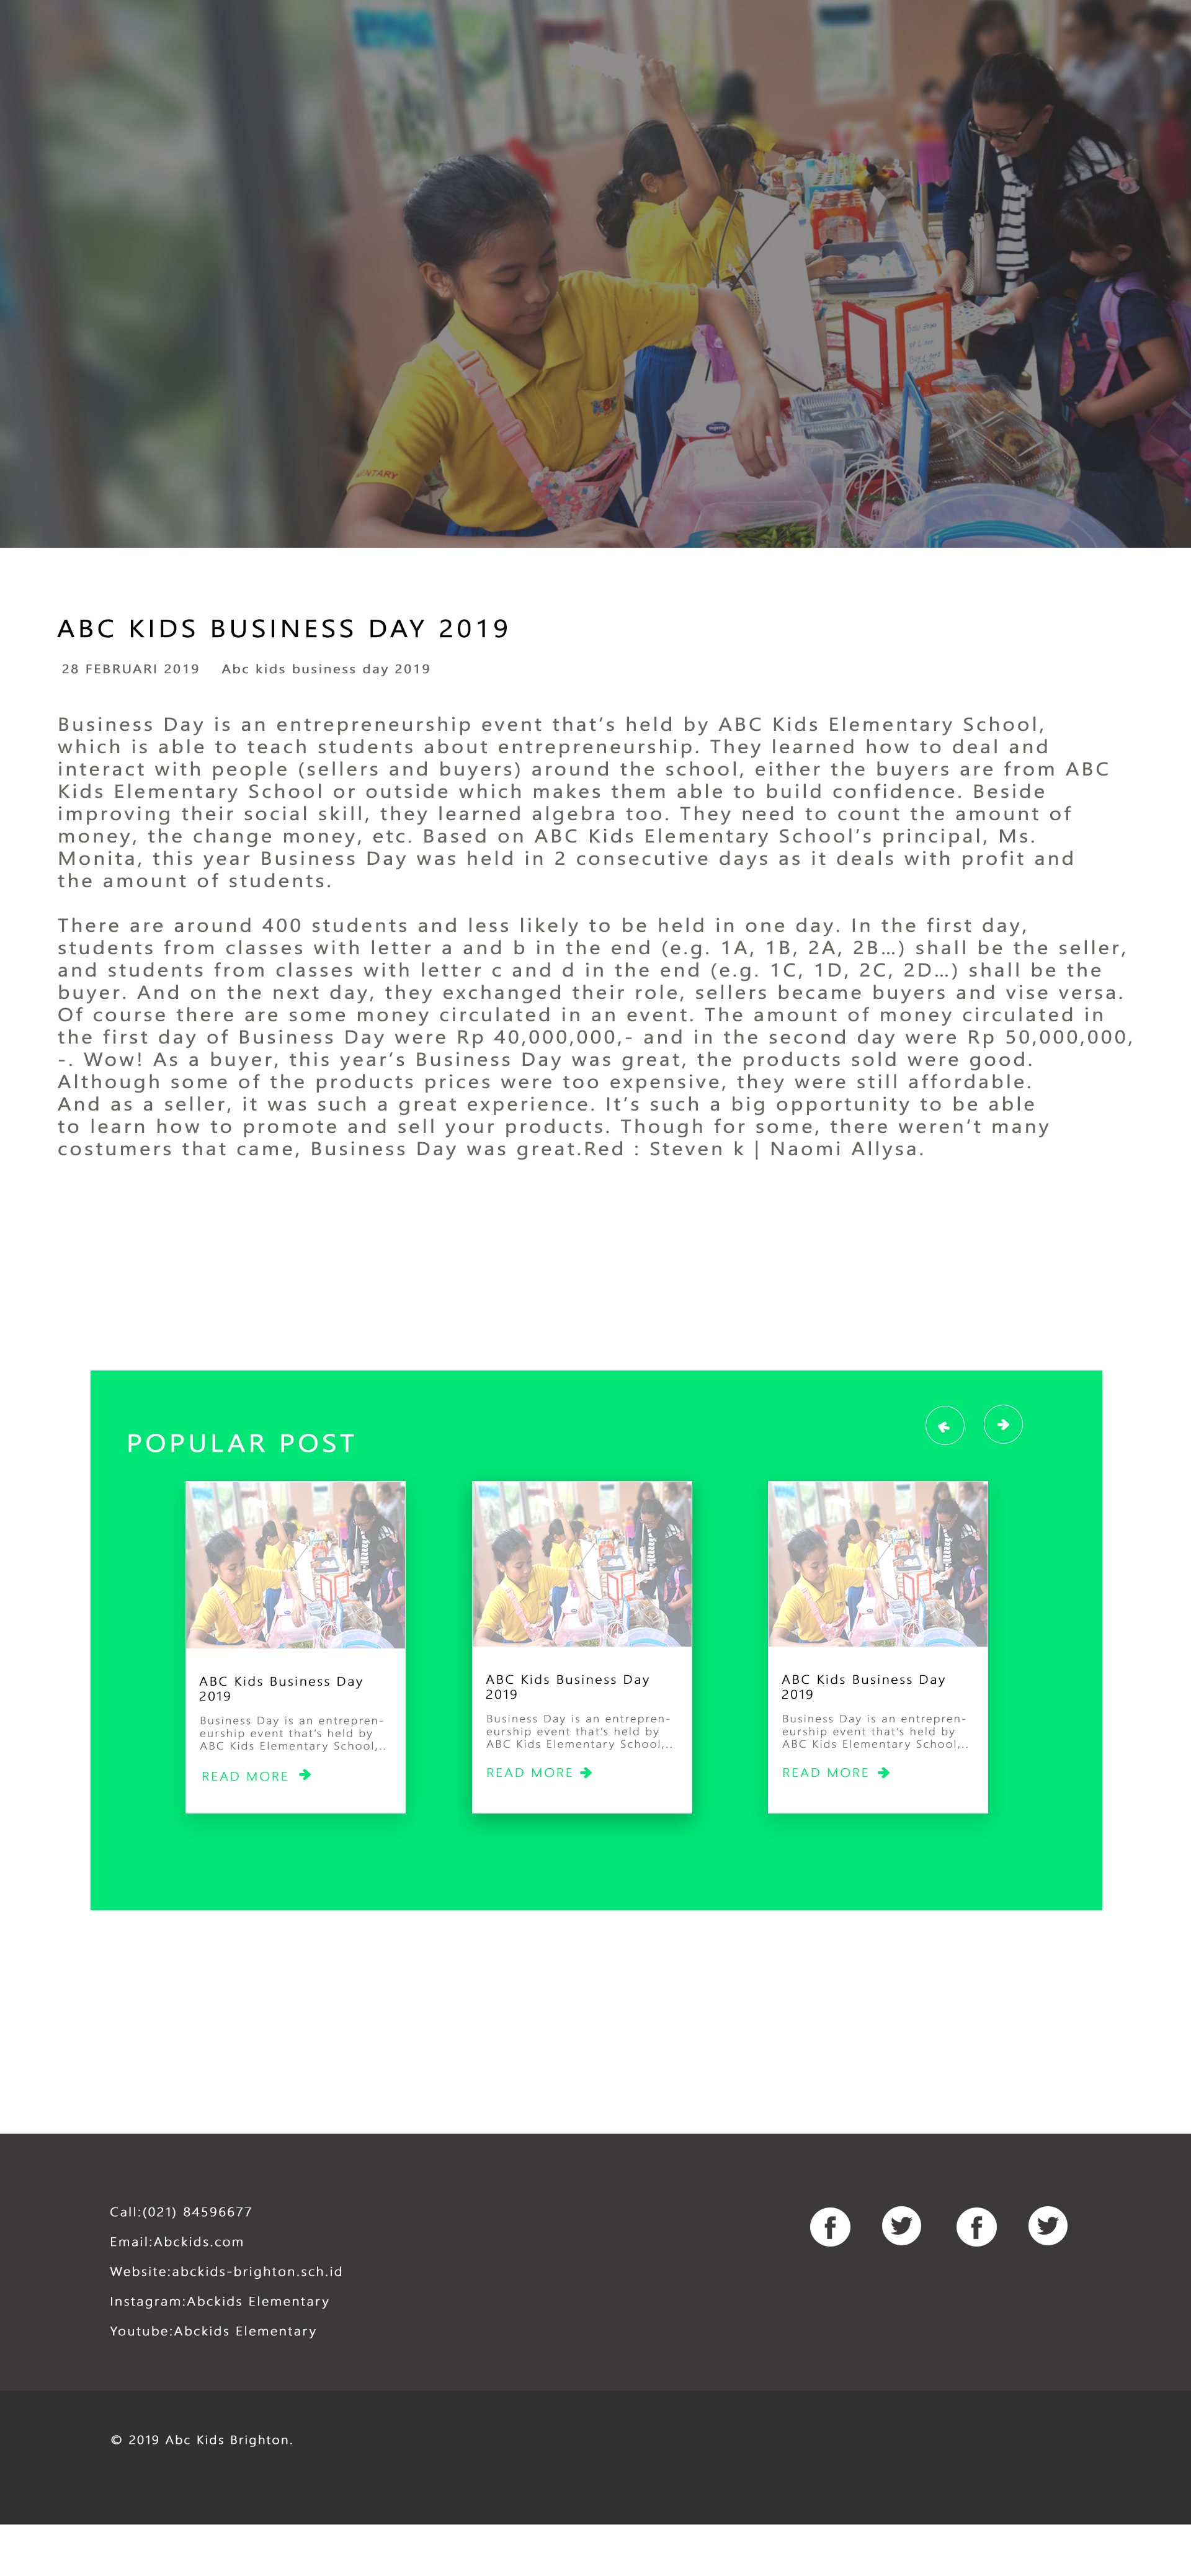 ABC KIDS BUSINESS DAY 2019
28 FEBRUARI 2019 Abc kids business day 2019
Business Day is an entrepreneurship event that’s held by ABC Kids Elementary School,
which is able to teach students about entrepreneurship. They learned how to deal and
interact with people (sellers and buyers) around the school, either the buyers are from ABC
Kids Elementary School or outside which makes them able to build confidence. Beside
improving their social skill, they learned algebra too. They need to count the amount of
money, the change money, etc. Based on ABC Kids Elementary School’s principal, Ms.
Monita, this year Business Day was held in 2 consecutive days as it deals with profit and
the amount of students.
There are around 400 students and less likely to be held in one day. In the first day,
students from classes with letter a and b in the end (e.g. 1A, 1B, 2A, 2B…) shall be the seller,
and students from classes with letter c and d in the end (e.g. 1C, 1D, 2C, 2D…) shall be the
buyer. And on the next day, they exchanged their role, sellers became buyers and vise versa.
Of course there are some money circulated in an event. The amount of money circulated in
the first day of Business Day were Rp 40,000,000,- and in the second day were Rp 50,000,000,
-. Wow! As a buyer, this year’s Business Day was great, the products sold were good.
Although some of the products prices were too expensive, they were still affordable.
And as a seller, it was such a great experience. It’s such a big opportunity to be able
to learn how to promote and sell your products. Though for some, there weren’t many
costumers that came, Business Day was great.Red : Steven k | Naomi Allysa.
POPULAR POST
ABC Kids Business Day
2019
Business Day is an entrepren-
eurship event that’s held by
ABC Kids Elementary School,..
READ MORE
ABC Kids Business Day
2019
Business Day is an entrepren-
eurship event that’s held by
ABC Kids Elementary School,..
READ MORE
ABC Kids Business Day
2019
Business Day is an entrepren-
eurship event that’s held by
ABC Kids Elementary School,..
READ MORE
Call:(021) 84596677
Email:Abckids.com
Website:abckids-brighton.sch.id
Instagram:Abckids Elementary
Youtube:Abckids Elementary
© 2019 Abc Kids Brighton.